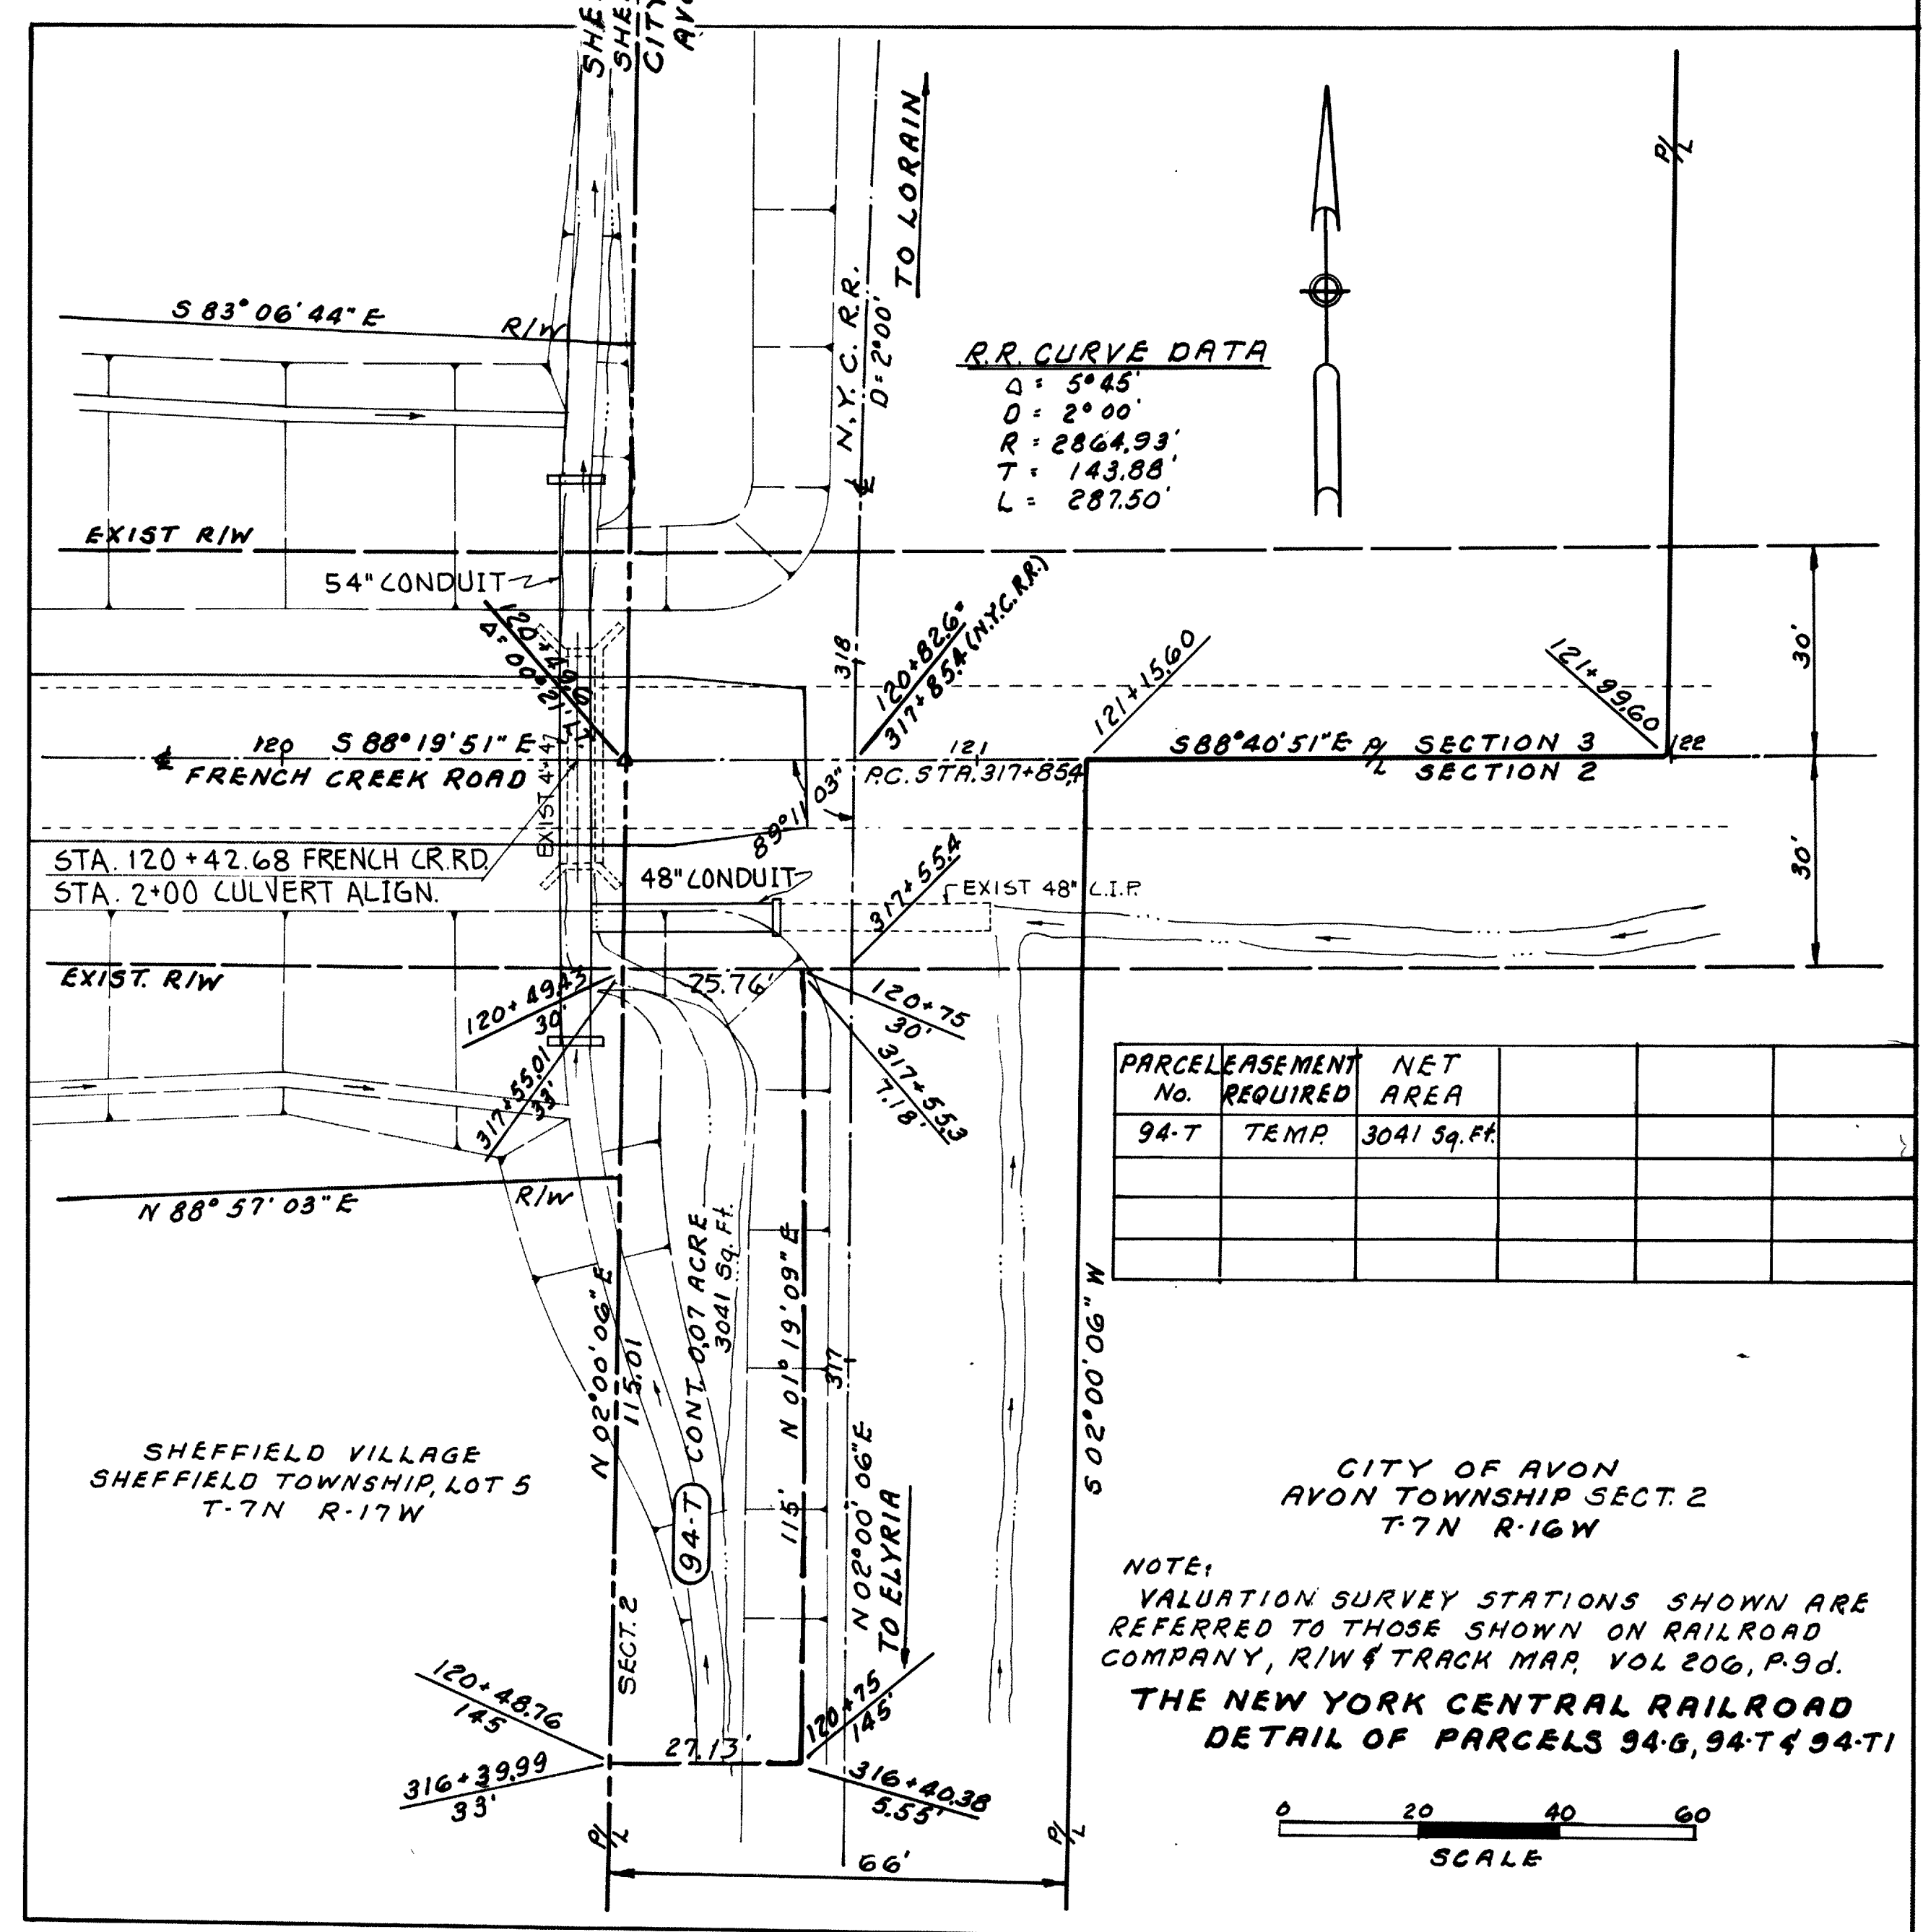 CITY
TO LORAIN
P/L
N.Y.C.R.R.
D=2°00'
S 83° 06' 44" E
R/W
R.R. CURVE DATA
Δ = 5° 45'
D = 2° 00'
R = 2864.93'
T = 143.88'
L = 287.50'
EXIST R/W
54" CONDUIT
318
120+82.6=
317+85.4 (N.Y.C.R.R.)
121+15.60
121+99.60
30'
120
S 88° 19' 51" E
FRENCH CREEK ROAD
EXIST 4'x4'
121
P.C. STA. 317+85.4
S88°40'51"E P/L SECTION 3
SECTION 2
122
30'
89° 11' 03"
STA. 120 + 42.68 FRENCH CR.RD.
STA. 2+00 CULVERT ALIGN.
48" CONDUIT
317+55.4
EXIST 48" C.I.P.
EXIST. R/W
120+49.43
30'
25.76'
120+75
30'
317+55.01
33'
317+55.3
7.18'
PARCEL No.
EASEMENT REQUIRED
NET AREA
94-T TEMP. 3041 Sq.Ft.
R/W
N 88° 57' 03" E
N 02° 00' 06" E
115.01
CONT. 0.07 ACRE
3041 Sq. Ft.
N 01° 19' 09" E
115'
317
N 02° 00' 06" E
TO ELYRIA
S 02° 00' 06" W
94-T
SHEFFIELD VILLAGE
SHEFFIELD TOWNSHIP, LOT 5
T-7N R-17W
CITY OF AVON
AVON TOWNSHIP SECT. 2
T-7N R-16W
NOTE:
VALUATION SURVEY STATIONS SHOWN ARE
REFERRED TO THOSE SHOWN ON RAILROAD
COMPANY, R/W & TRACK MAP, VOL 206, P-9d.
THE NEW YORK CENTRAL RAILROAD
DETAIL OF PARCELS 94-G, 94-T & 94-T1
SECT. 2
120+48.76
145
316+39.99
33'
27.13'
120+75
145'
316+40.38
5.55'
P/L
66'
P/L
0 20 40 60
SCALE